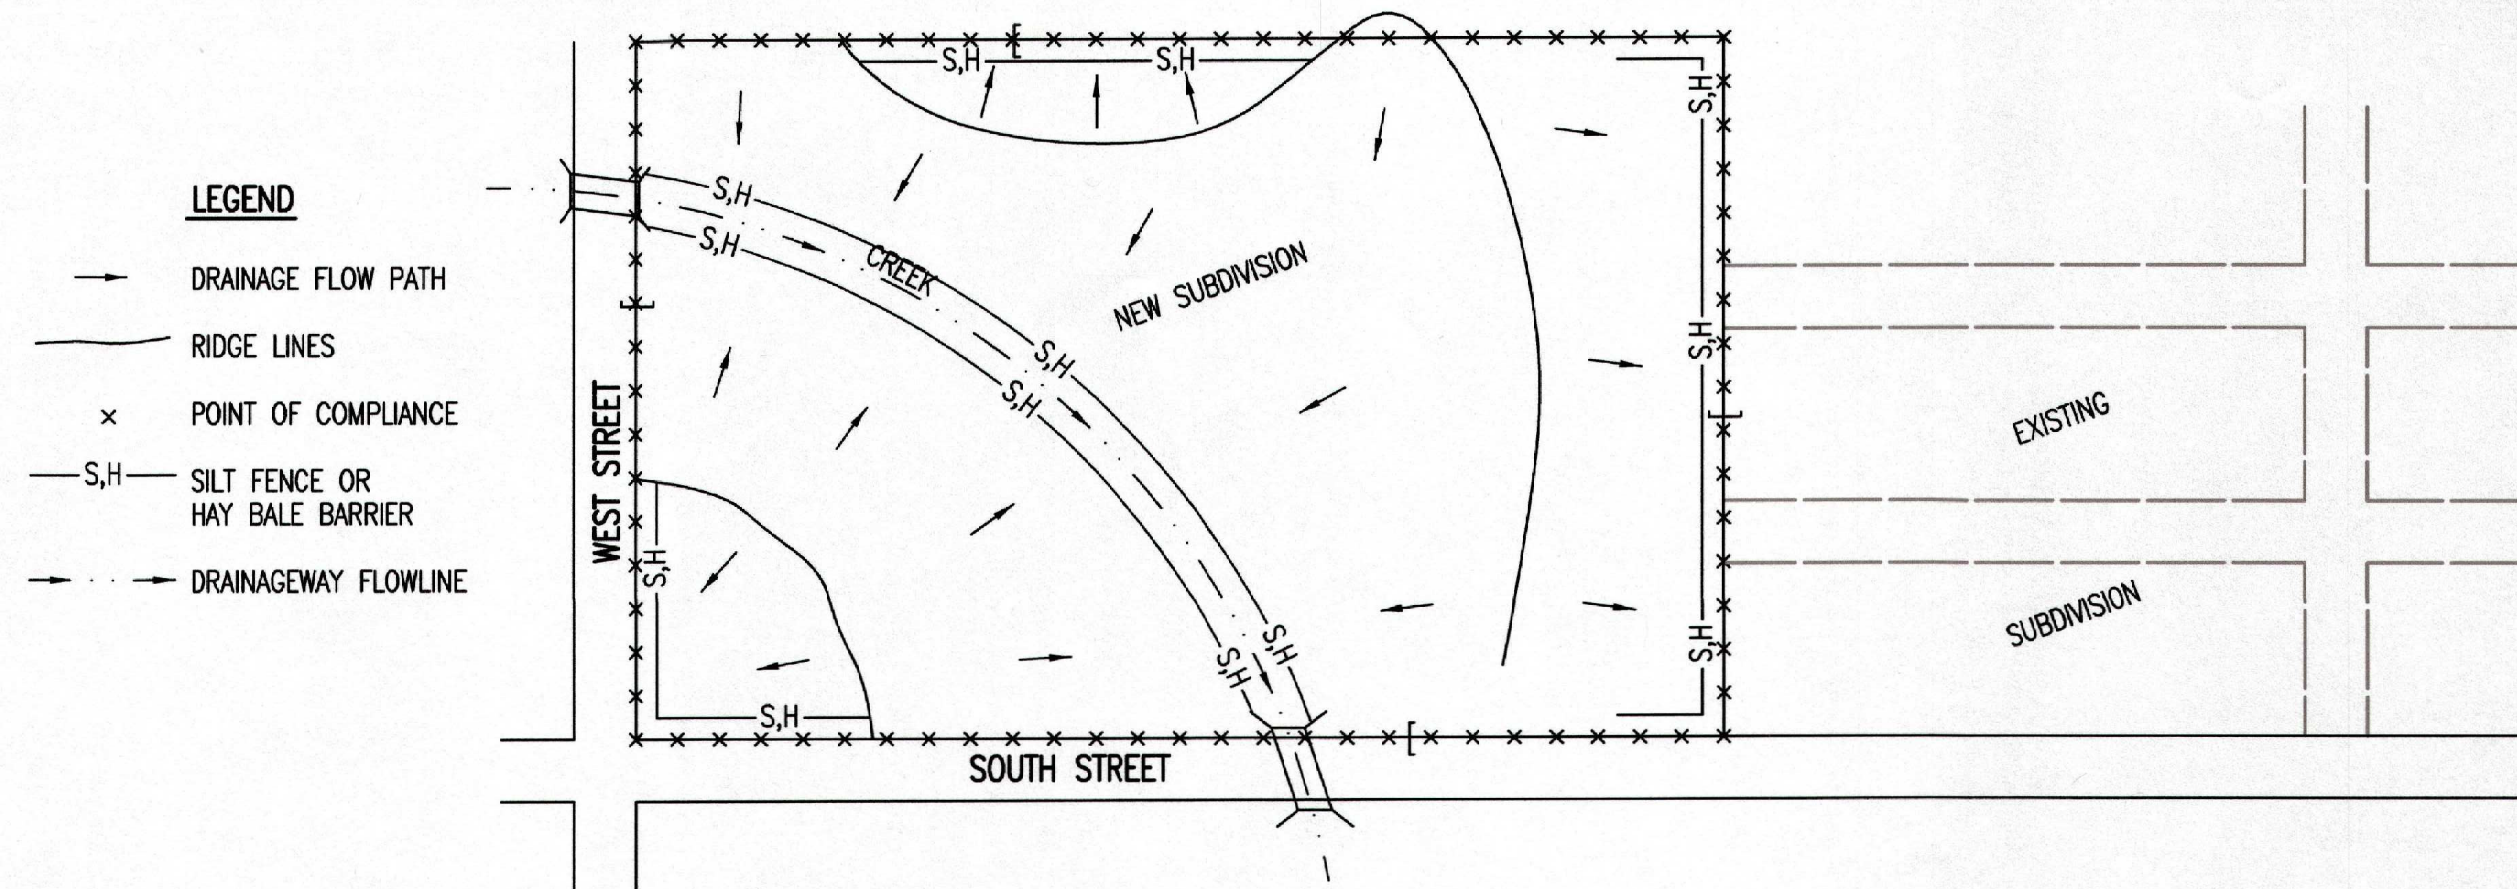 LEGEND
DRAINAGE FLOW PATH
RIDGE LINES
× POINT OF COMPLIANCE
S,H SILT FENCE OR
HAY BALE BARRIER
DRAINAGEWAY FLOWLINE
S,H
S,H
S,H
S,H
S,H
CREEK
NEW SUBDIVISION
S,H
S,H
S,H
WEST STREET
EXISTING
S,H
SUBDIVISION
S,H
S,H
S,H
S,H
SOUTH STREET